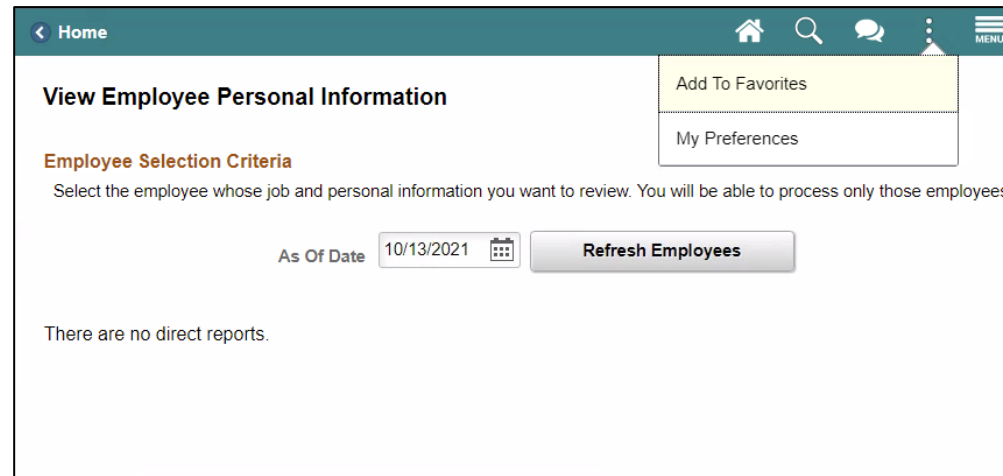 Home
MENU
Add To Favorites
My Preferences
View Employee Personal Information
Employee Selection Criteria
Select the employee whose job and personal information you want to review. You will be able to process only those employees
As Of Date 10/13/2021 Refresh Employees
There are no direct reports.